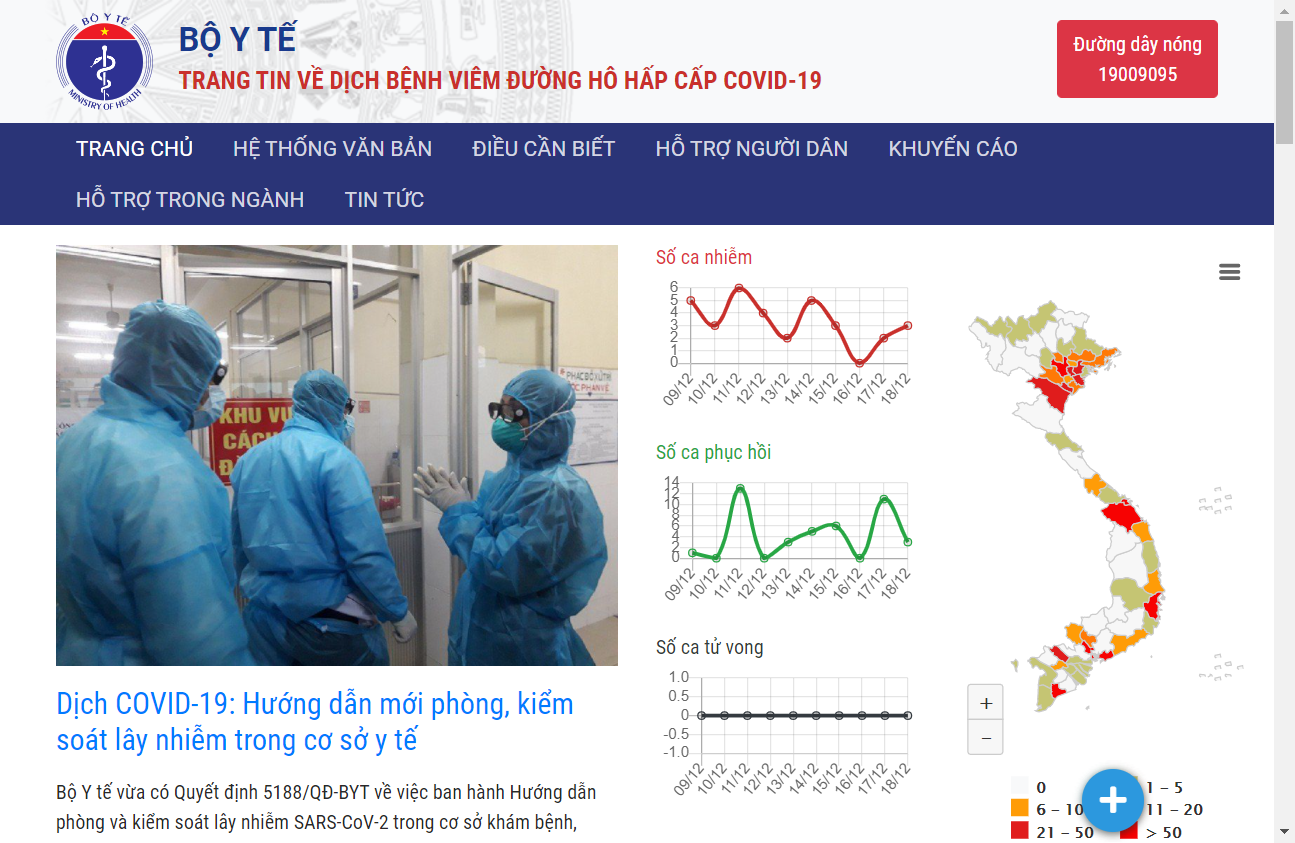 BỘ Y TẾ
MINISTRY OF HEALTH
BỘ Y TẾ
TRANG TIN VỀ DỊCH BỆNH VIÊM ĐƯỜNG HÔ HẤP CẤP COVID-19
Đường dây nóng
19009095
TRANG CHỦ HỆ THỐNG VĂN BẢN ĐIỀU CẦN BIẾT HỖ TRỢ NGƯỜI DÂN KHUYẾN CÁO
HỖ TRỢ TRONG NGÀNH TIN TỨC
KHU VỰ
CÁCH
Dịch COVID-19: Hướng dẫn mới phòng, kiểm
soát lây nhiễm trong cơ sở y tế
Bộ Y tế vừa có Quyết định 5188/QĐ-BYT về việc ban hành Hướng dẫn
phòng và kiểm soát lây nhiễm SARS-CoV-2 trong cơ sở khám bệnh,
Số ca nhiễm
6
5
4
3
2
1
0
09/12 10/12 11/12 12/12 13/12 14/12 15/12 16/12 17/12 18/12
Số ca phục hồi
14
12
10
8
6
4
2
0
09/12 10/12 11/12 12/12 13/12 14/12 15/12 16/12 17/12 18/12
Số ca tử vong
1.0
0.5
0
-0.5
-1.0
09/12 10/12 11/12 12/12 13/12 14/12 15/12 16/12 17/12 18/12
+
−
0 1 – 5
6 – 10 11 – 20
21 – 50 > 50